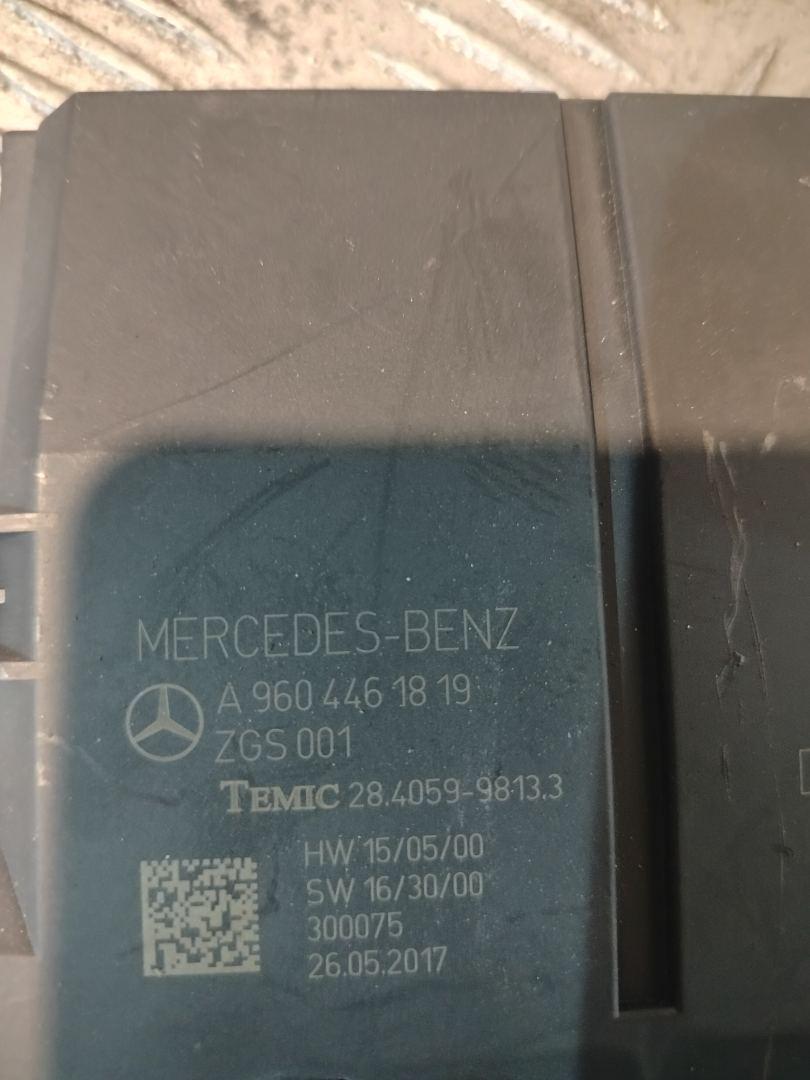 MERCEDES-BENZ
A 960 446 18 19
ZGS 001
TEMIC 28.4059-9813.3
HW 15/05/00
SW 16/30/00
300075
26.05.2017